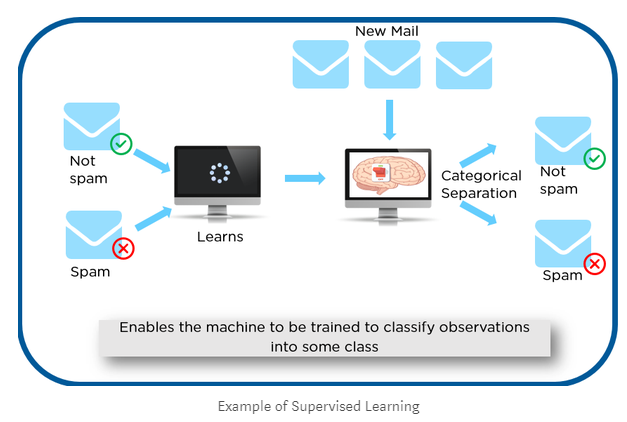 New Mail
Not
spam
Spam
Learns
Categorical
Separation
Not
spam
Spam
Enables the machine to be trained to classify observations
into some class
Example of Supervised Learning